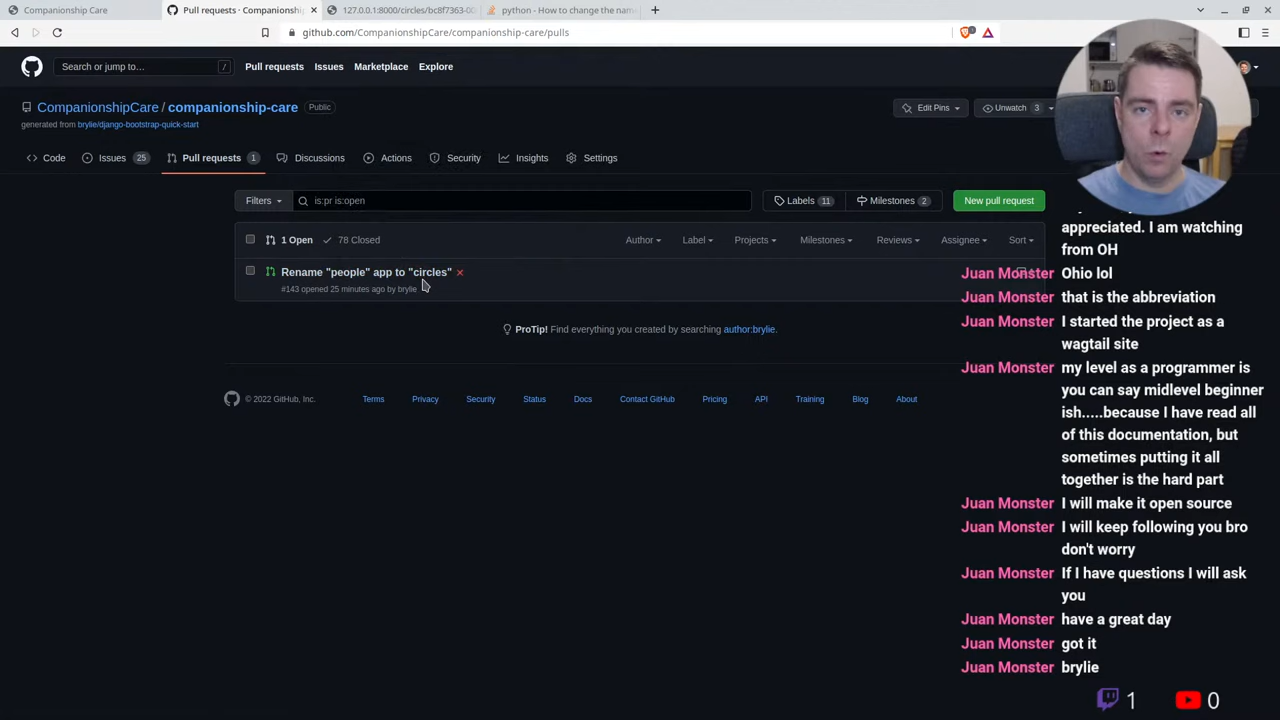 Companionship Care
Pull requests · Companionship
127.0.0.1:8000/circles/bc8f7363-00
python - How to change the nam
github.com/CompanionshipCare/companionship-care/pulls
1
Search or jump to…
/
Pull requests
Issues
Marketplace
Explore
CompanionshipCare / companionship-care
Public
generated from brylie/django-bootstrap-quick-start
Edit Pins
Unwatch 3
Code
Issues 25
Pull requests 1
Discussions
Actions
Security
Insights
Settings
Filters
is:pr is:open
Labels 11
Milestones 2
New pull request
1 Open
78 Closed
Author
Label
Projects
Milestones
Reviews
Assignee
Sort
Rename "people" app to "circles"
#143 opened 25 minutes ago by brylie
ProTip! Find everything you created by searching author:brylie.
© 2022 GitHub, Inc.
Terms
Privacy
Security
Status
Docs
Contact GitHub
Pricing
API
Training
Blog
About
appreciated. I am watching
from OH
Juan Monster Ohio lol
Juan Monster that is the abbreviation
Juan Monster I started the project as a
wagtail site
Juan Monster my level as a programmer is
you can say midlevel beginner
ish.....because I have read all
of this documentation, but
sometimes putting it all
together is the hard part
Juan Monster I will make it open source
Juan Monster I will keep following you bro
don't worry
Juan Monster If I have questions I will ask
you
Juan Monster have a great day
Juan Monster got it
Juan Monster brylie
1
0